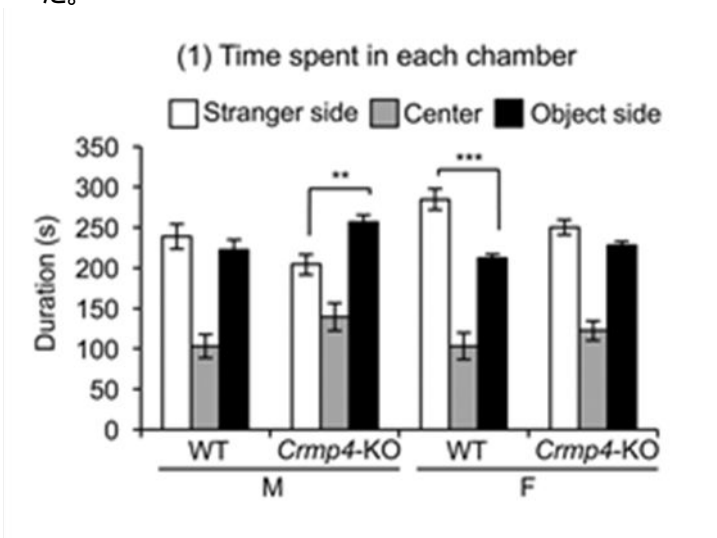 た。
(1) Time spent in each chamber
Stranger side Center Object side
350
300
250
200
150
100
50
0
Duration (s)
**
***
WT Crmp4-KO WT Crmp4-KO
M F